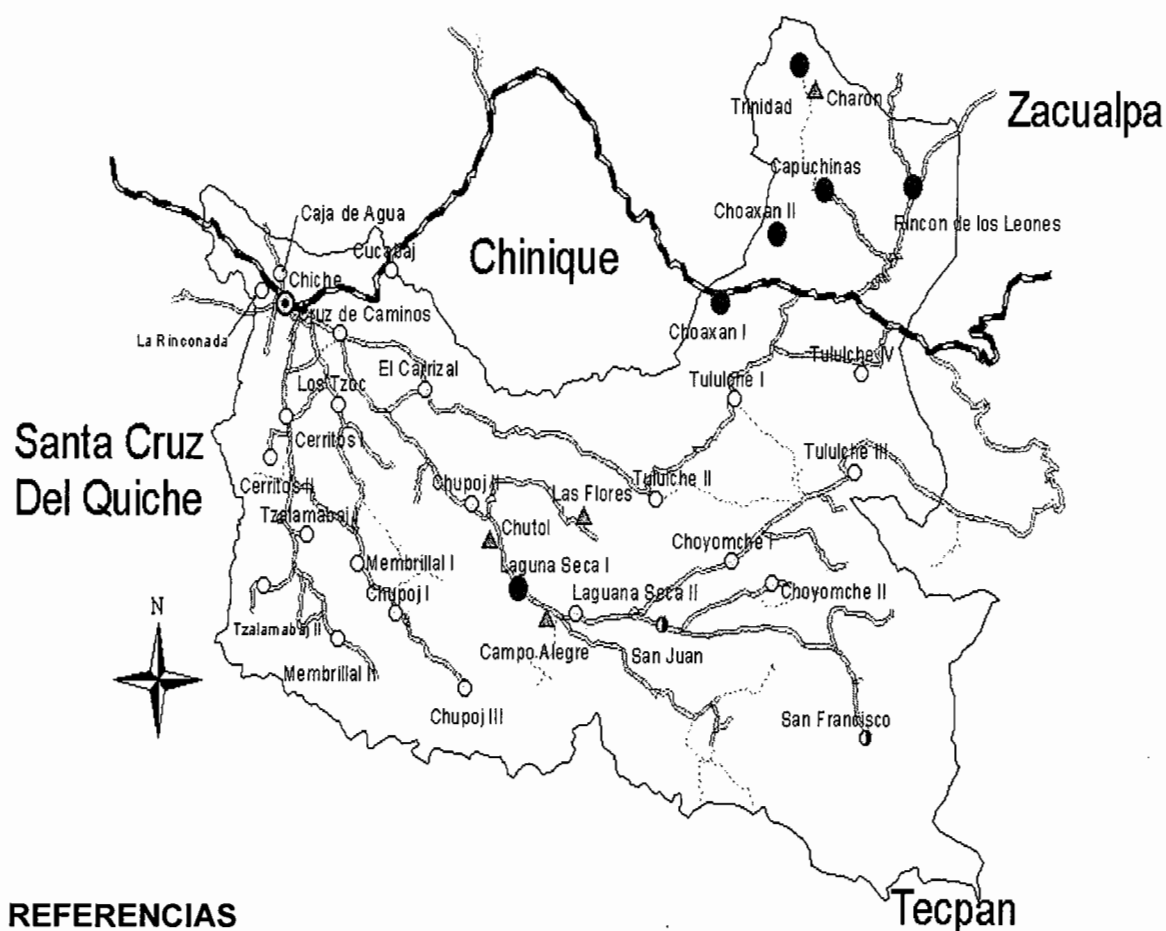 Zacualpa
Trinidad
Charon
Capuchinas
Choaxan II
Rincon de los Leones
Caja de Agua
Cucabaj
Chinique
Chiche
Cruz de Caminos
La Rinconada
Choaxan I
Tululche IV
El Carrizal
Tululche I
Los Tzoc
Santa Cruz
Del Quiche
Cerritos I
Tululche III
Cerritos II
Chupoj II
Las Flores
Tululche II
Tzalamabaj I
Chutol
Choyomche I
Membrillal I
Laguna Seca I
Chupoj I
Laguana Seca II
Choyomche II
N
Tzalamabaj II
Campo Alegre
San Juan
Membrillal II
Chupoj III
San Francisco
REFERENCIAS
Tecpan